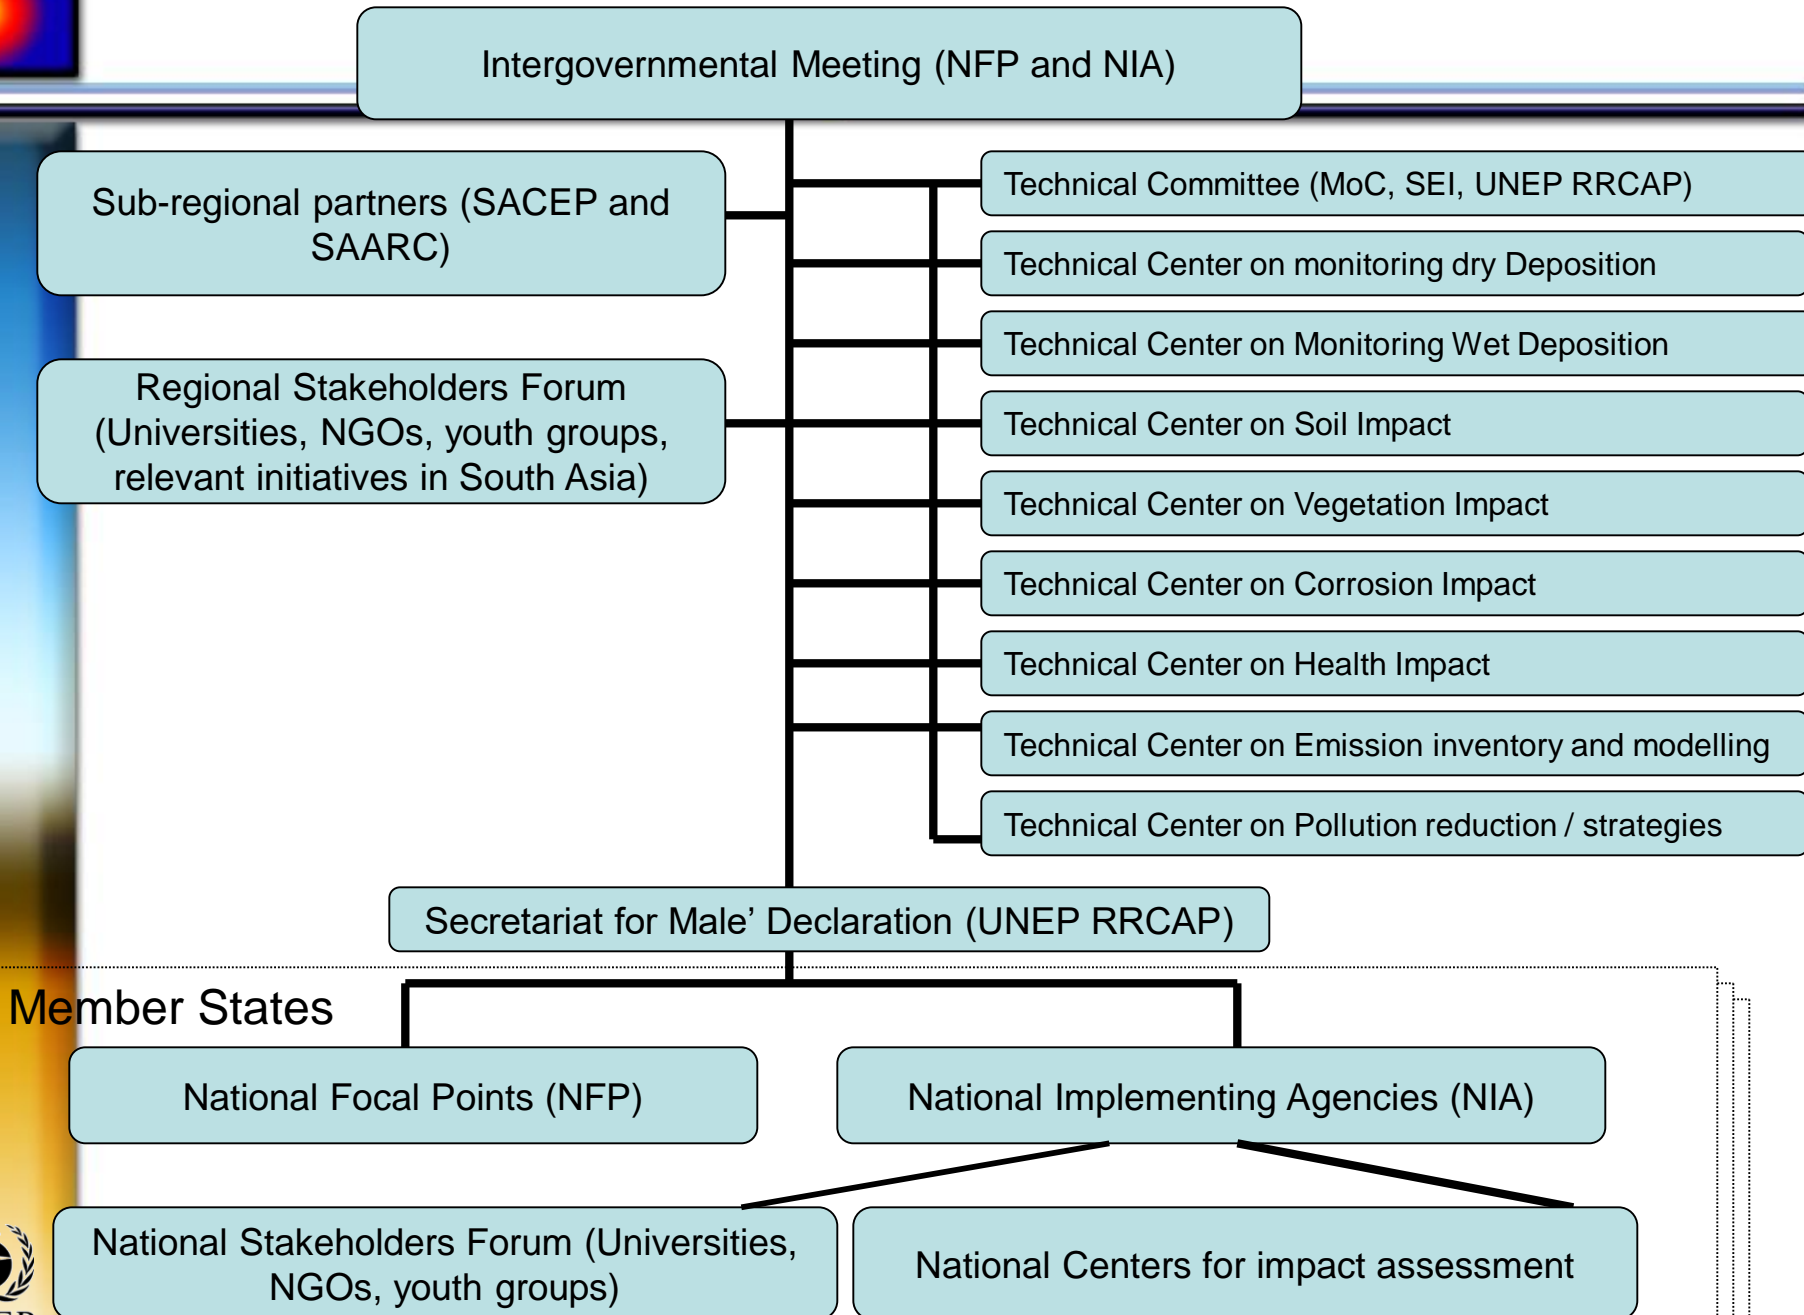 Intergovernmental Meeting (NFP and NIA)
Sub-regional partners (SACEP and
SAARC)
Regional Stakeholders Forum
(Universities, NGOs, youth groups,
relevant initiatives in South Asia)
Technical Committee (MoC, SEI, UNEP RRCAP)
Technical Center on monitoring dry Deposition
Technical Center on Monitoring Wet Deposition
Technical Center on Soil Impact
Technical Center on Vegetation Impact
Technical Center on Corrosion Impact
Technical Center on Health Impact
Technical Center on Emission inventory and modelling
Technical Center on Pollution reduction / strategies
Secretariat for Male’ Declaration (UNEP RRCAP)
Member States
National Focal Points (NFP)
National Implementing Agencies (NIA)
National Stakeholders Forum (Universities,
NGOs, youth groups)
National Centers for impact assessment